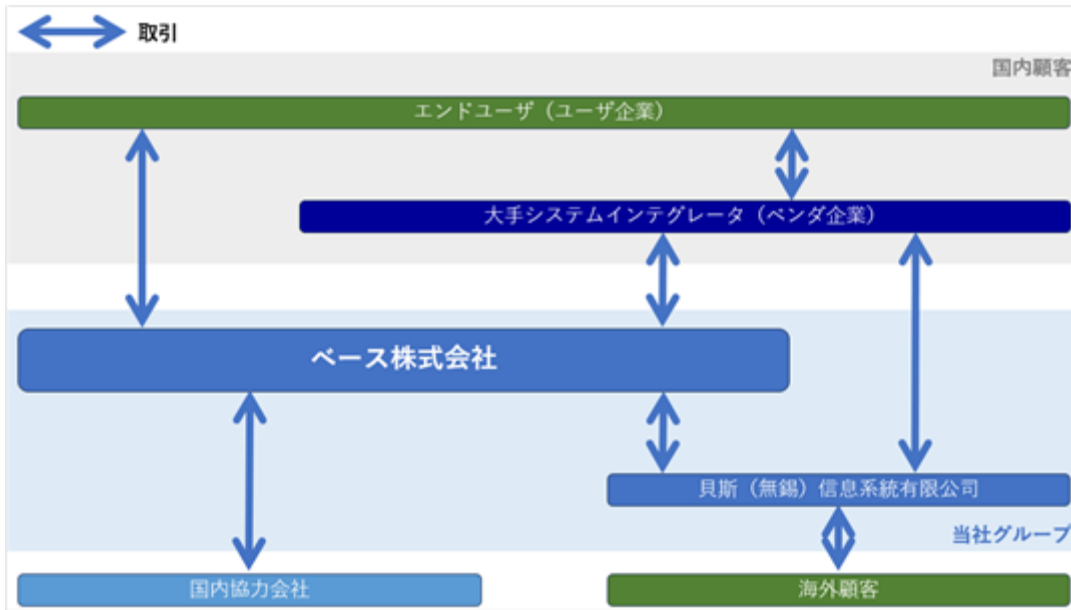 取引
国内顧客
エンドユーザ（ユーザ企業）
大手システムインテグレータ（ベンダ企業）
ベース株式会社
貝斯（無錫）信息系統有限公司
当社グループ
国内協力会社
海外顧客